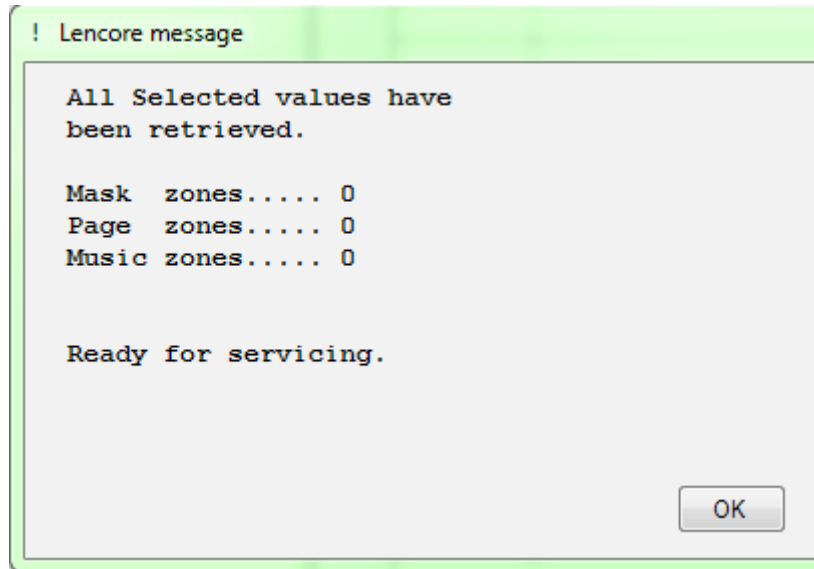 ! Lencore message
All Selected values have
been retrieved.
Mask  zones..... 0
Page  zones..... 0
Music zones..... 0
Ready for servicing.
OK